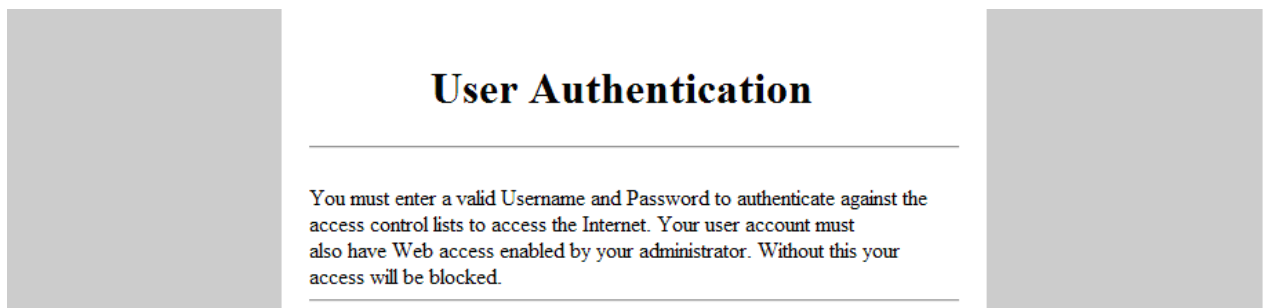 User Authentication
You must enter a valid Username and Password to authenticate against the
access control lists to access the Internet. Your user account must
also have Web access enabled by your administrator. Without this your
access will be blocked.